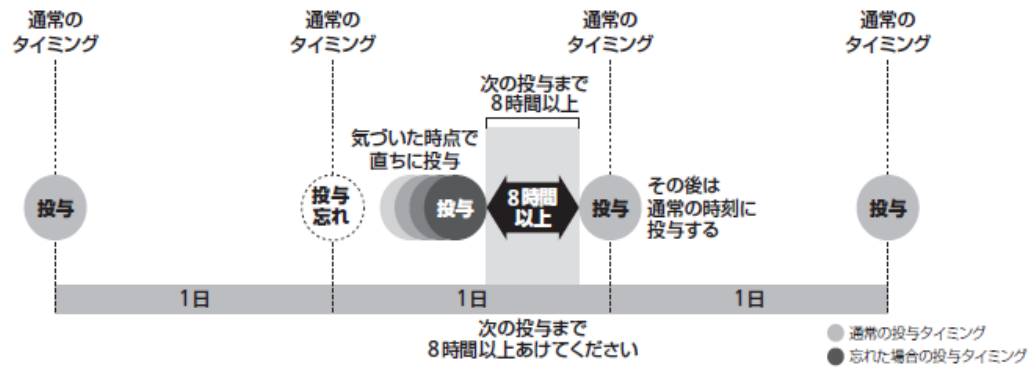 通常の
タイミング
通常の
タイミング
通常の
タイミング
通常の
タイミング
次の投与まで
8時間以上
気づいた時点で
直ちに投与
投与
投与
忘れ
投与
8時間
以上
投与
その後は
通常の時刻に
投与する
投与
1日
1日
1日
次の投与まで
8時間以上あけてください
通常の投与タイミング
忘れた場合の投与タイミング